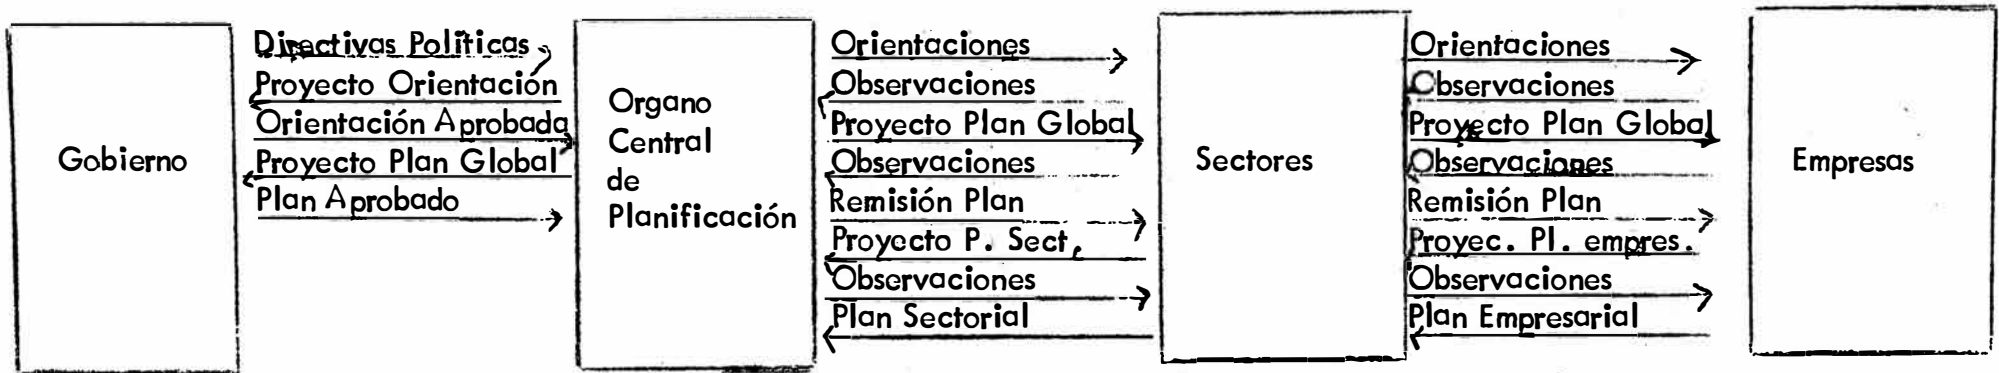 Gobierno
Directivas Políticas
Proyecto Orientación
Orientación Aprobada
Proyecto Plan Global
Plan Aprobado
Organo
Central
de
Planificación
Orientaciones
Observaciones
Proyecto Plan Global
Observaciones
Remisión Plan
Proyecto P. Sect.
Observaciones
Plan Sectorial
Sectores
Orientaciones
Observaciones
Proyecto Plan Global
Observaciones
Remisión Plan
Proyec. Pl. empres.
Observaciones
Plan Empresarial
Empresas